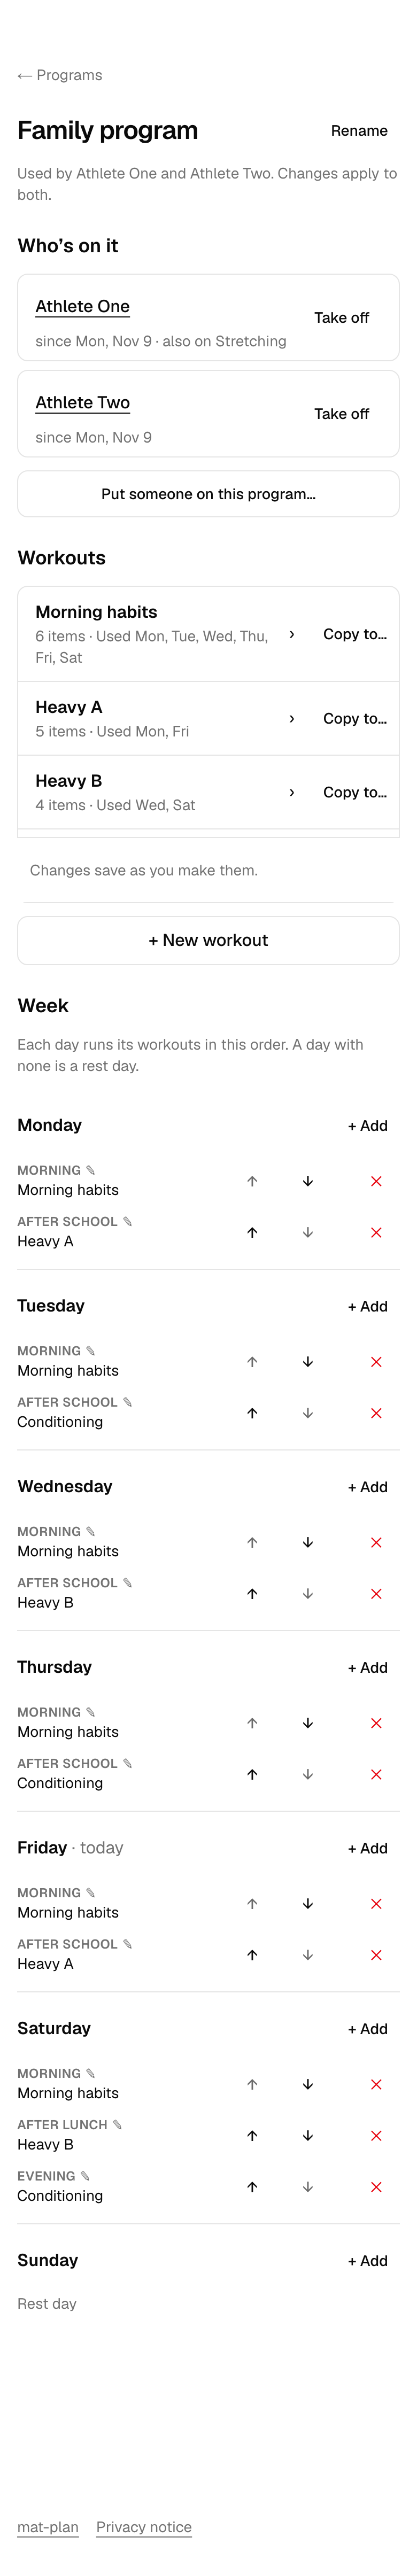 ← Programs
Family program
Rename
Used by Athlete One and Athlete Two. Changes apply to
both.
Who’s on it
Athlete One
since Mon, Nov 9 · also on Stretching
Take off
Athlete Two
since Mon, Nov 9
Take off
Put someone on this program…
Workouts
Morning habits
6 items · Used Mon, Tue, Wed, Thu,
Fri, Sat
› Copy to…
Heavy A
5 items · Used Mon, Fri
› Copy to…
Heavy B
4 items · Used Wed, Sat
› Copy to…
Changes save as you make them.
+ New workout
Week
Each day runs its workouts in this order. A day with
none is a rest day.
Monday
+ Add
MORNING ✎
Morning habits
↑ ↓ ×
AFTER SCHOOL ✎
Heavy A
↑ ↓ ×
Tuesday
+ Add
MORNING ✎
Morning habits
↑ ↓ ×
AFTER SCHOOL ✎
Conditioning
↑ ↓ ×
Wednesday
+ Add
MORNING ✎
Morning habits
↑ ↓ ×
AFTER SCHOOL ✎
Heavy B
↑ ↓ ×
Thursday
+ Add
MORNING ✎
Morning habits
↑ ↓ ×
AFTER SCHOOL ✎
Conditioning
↑ ↓ ×
Friday · today
+ Add
MORNING ✎
Morning habits
↑ ↓ ×
AFTER SCHOOL ✎
Heavy A
↑ ↓ ×
Saturday
+ Add
MORNING ✎
Morning habits
↑ ↓ ×
AFTER LUNCH ✎
Heavy B
↑ ↓ ×
EVENING ✎
Conditioning
↑ ↓ ×
Sunday
+ Add
Rest day
mat-plan
Privacy notice